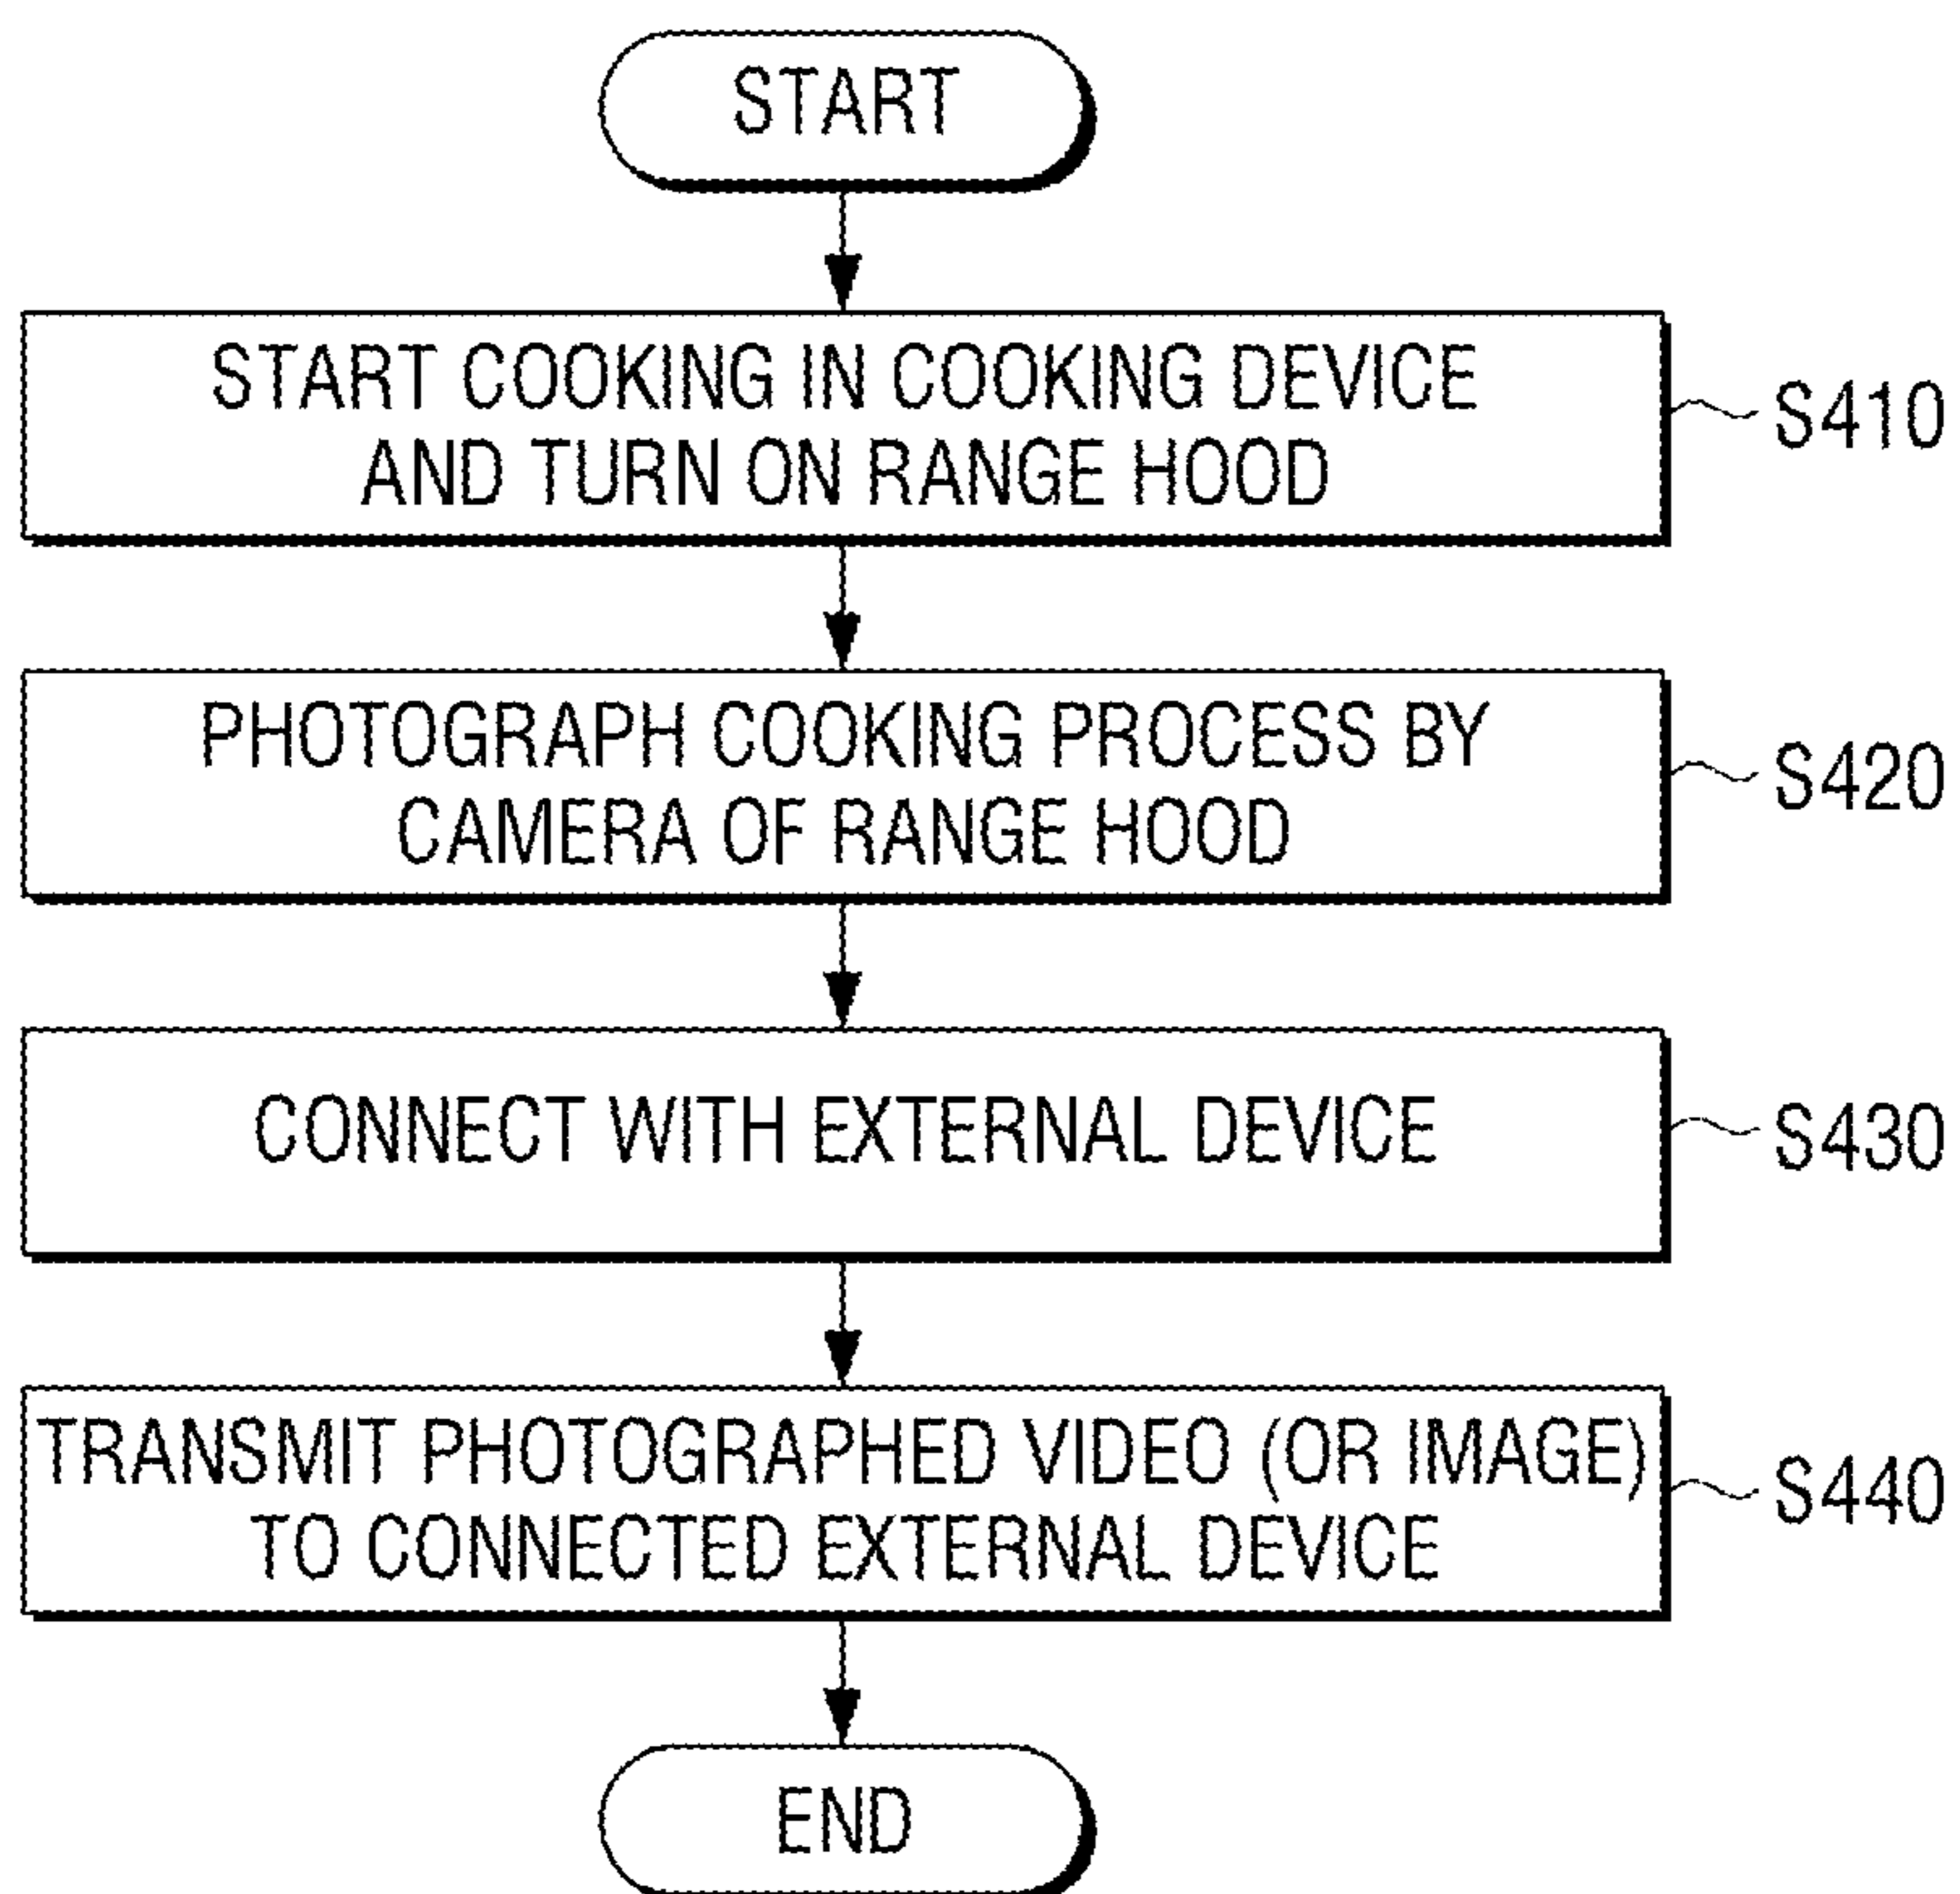 START
START COOKING IN COOKING DEVICE
AND TURN ON RANGE HOOD
S410
PHOTOGRAPH COOKING PROCESS BY
CAMERA OF RANGE HOOD
S420
CONNECT WITH EXTERNAL DEVICE
S430
TRANSMIT PHOTOGRAPHED VIDEO (OR IMAGE)
TO CONNECTED EXTERNAL DEVICE
S440
END